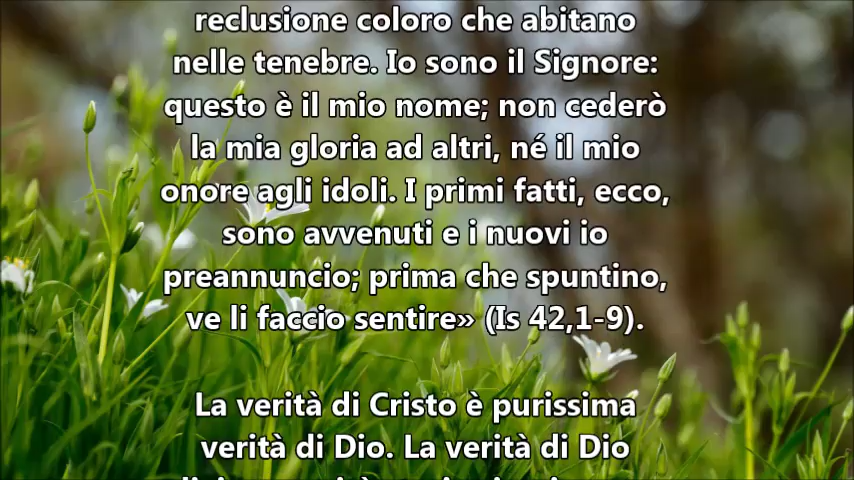 reclusione coloro che abitano
nelle tenebre. Io sono il Signore:
questo è il mio nome; non cederò
la mia gloria ad altri, né il mio
onore agli idoli. I primi fatti, ecco,
sono avvenuti e i nuovi io
preannuncio; prima che spuntino,
ve li faccio sentire» (Is 42,1-9).
La verità di Cristo è purissima
verità di Dio. La verità di Dio